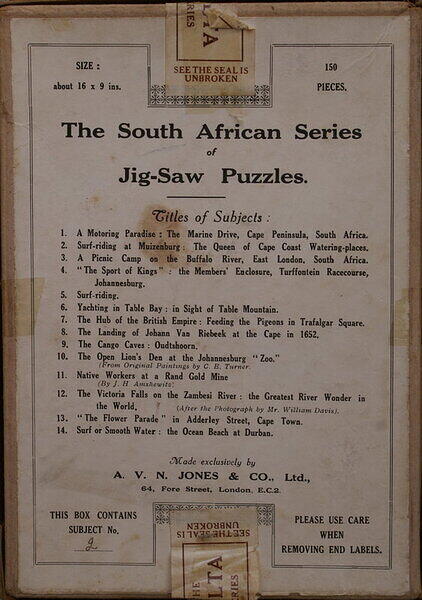 RIES
LTA
SIZE :
about 16 x 9 ins.
SEE THE SEAL IS
UNBROKEN
150
PIECES.
The South African Series
of
Jig-Saw Puzzles.
Titles of Subjects :
1. A Motoring Paradise : The Marine Drive, Cape Peninsula, South Africa.
2. Surf-riding at Muizenburg : The Queen of Cape Coast Watering-places.
3. A Picnic Camp on the Buffalo River, East London, South Africa.
4. "The Sport of Kings" : the Members' Enclosure, Turffontein Racecourse,
Johannesburg.
5. Surf-riding.
6. Yachting in Table Bay : in Sight of Table Mountain.
7. The Hub of the British Empire : Feeding the Pigeons in Trafalgar Square.
8. The Landing of Johann Van Riebeek at the Cape in 1652.
9. The Cango Caves : Oudtshoorn.
10. The Open Lion's Den at the Johannesburg "Zoo."
(From Original Paintings by C. E. Turner.
11. Native Workers at a Rand Gold Mine
(By J. H. Amshewitz)
12. The Victoria Falls on the Zambesi River : the Greatest River Wonder in
the World, (After the Photograph by Mr. William Davis).
13. "The Flower Parade" in Adderley Street, Cape Town.
14. Surf or Smooth Water : the Ocean Beach at Durban.
Made exclusively by
A. V. N. JONES & CO., Ltd.,
64, Fore Street, London, E.C.2.
THIS BOX CONTAINS
SUBJECT No.
2
SEE THE SEAL IS
UNBROKEN
PLEASE USE CARE
WHEN
REMOVING END LABELS.
THE
LTA
ERIES